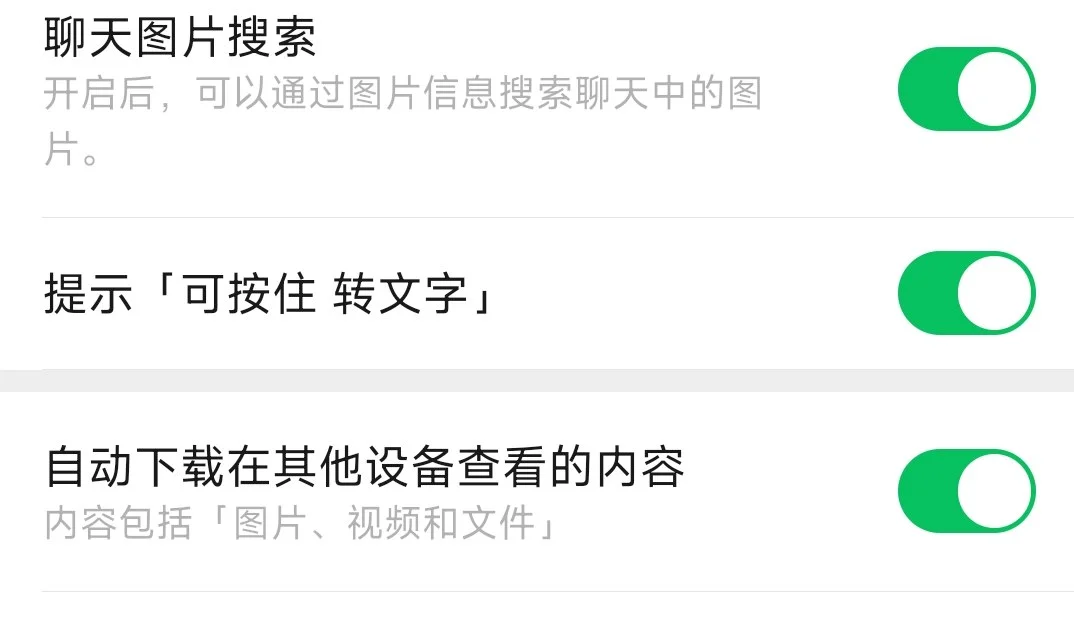 聊天图片搜索
开启后，可以通过图片信息搜索聊天中的图
片。
提示「可按住 转文字」
自动下载在其他设备查看的内容
内容包括「图片、视频和文件」